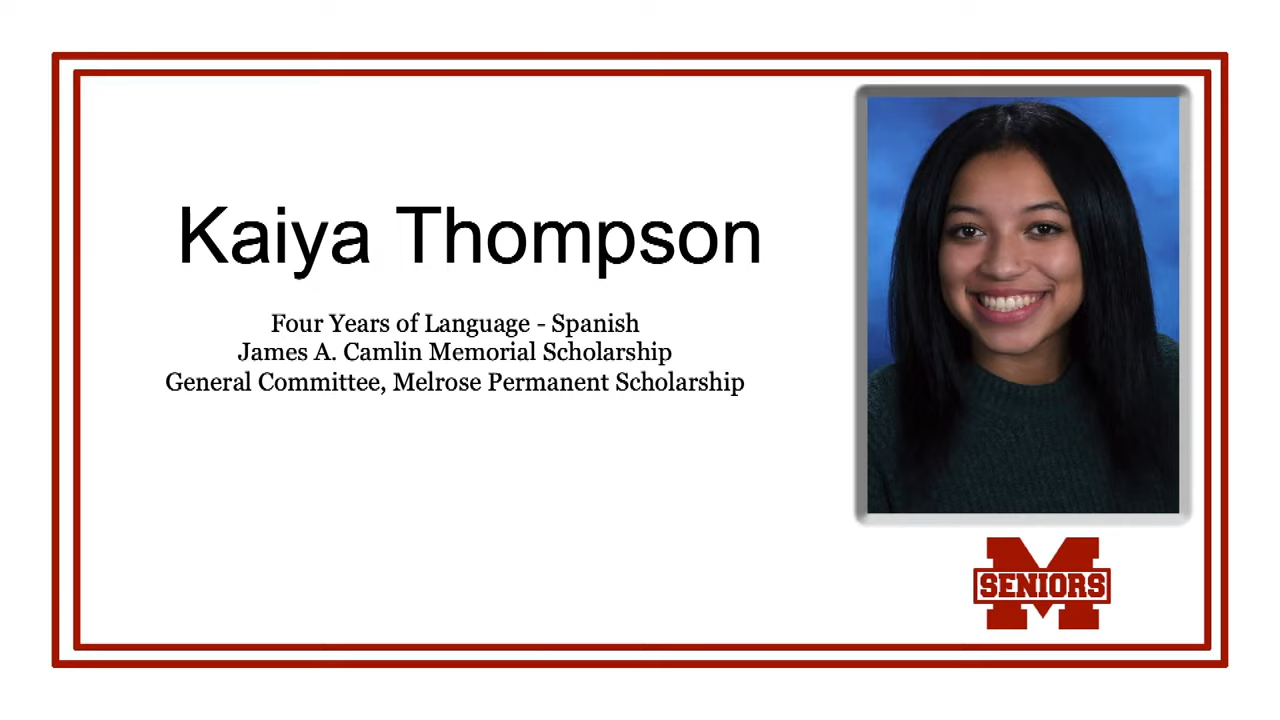 Kaiya Thompson
Four Years of Language - Spanish
James A. Camlin Memorial Scholarship
General Committee, Melrose Permanent Scholarship
M
SENIORS